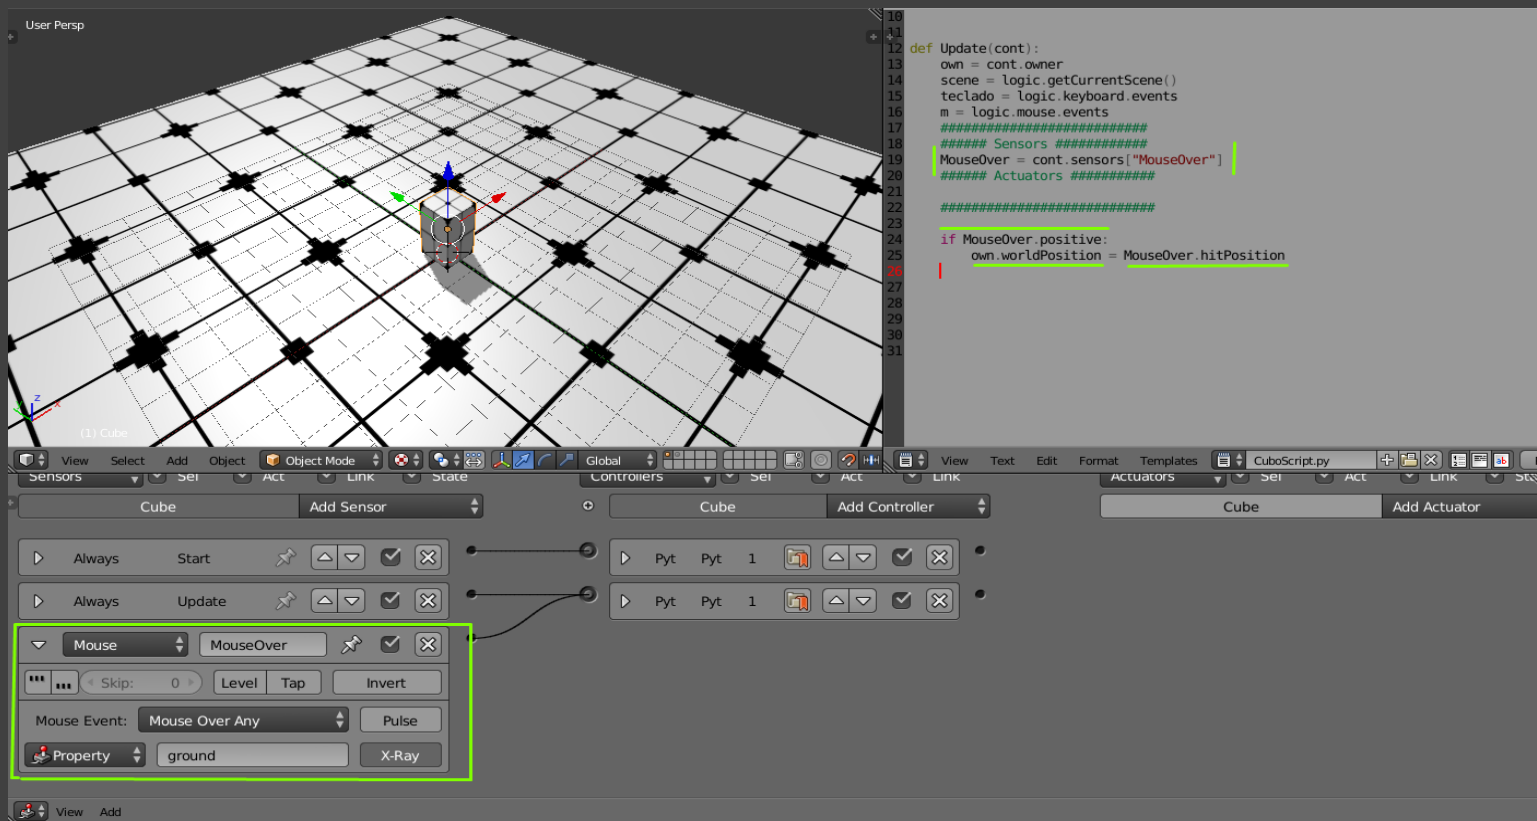 User Persp
(1) Cube
z
x
View Select Add Object Object Mode Global
10
11
12 def Update(cont):
13 own = cont.owner
14 scene = logic.getCurrentScene()
15 teclado = logic.keyboard.events
16 m = logic.mouse.events
17 ###########################
18 ###### Sensors ############
19 MouseOver = cont.sensors["MouseOver"]
20 ###### Actuators ###########
21
22 ############################
23
24 if MouseOver.positive:
25 own.worldPosition = MouseOver.hitPosition
26
27
28
29
30
31
View Text Edit Format Templates CuboScript.py
Sensors Sel Act Link State
Cube Add Sensor
Always Start
Always Update
Mouse MouseOver
Skip: 0 Level Tap Invert
Mouse Event: Mouse Over Any Pulse
Property ground X-Ray
Controllers Sel Act Link
Cube Add Controller
Pyt Pyt 1
Pyt Pyt 1
Actuators Sel Act Link
Cube Add Actuator
View Add